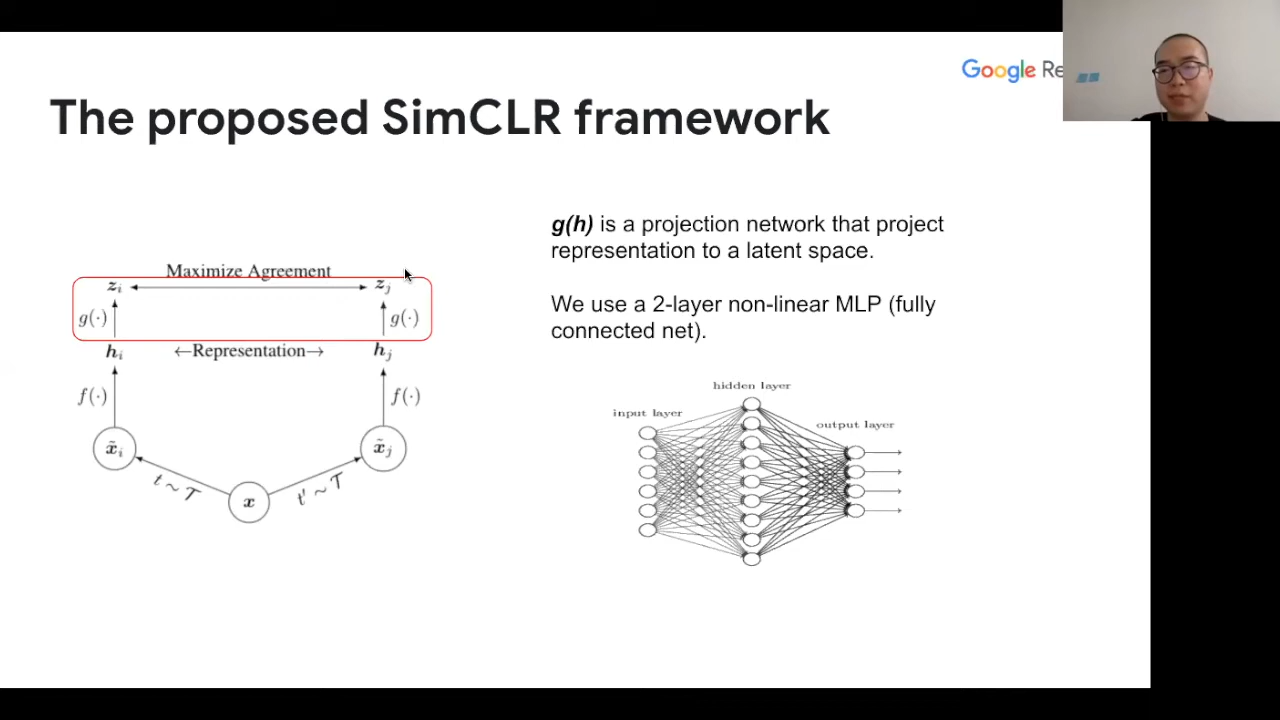 Google Re
The proposed SimCLR framework
g(h) is a projection network that project
representation to a latent space.
We use a 2-layer non-linear MLP (fully
connected net).
Maximize Agreement
z_i z_j
g(·) g(·)
h_i ←Representation→ h_j
f(·) f(·)
x̃_i x̃_j
t ~ T t' ~ T
x
hidden layer
input layer
output layer